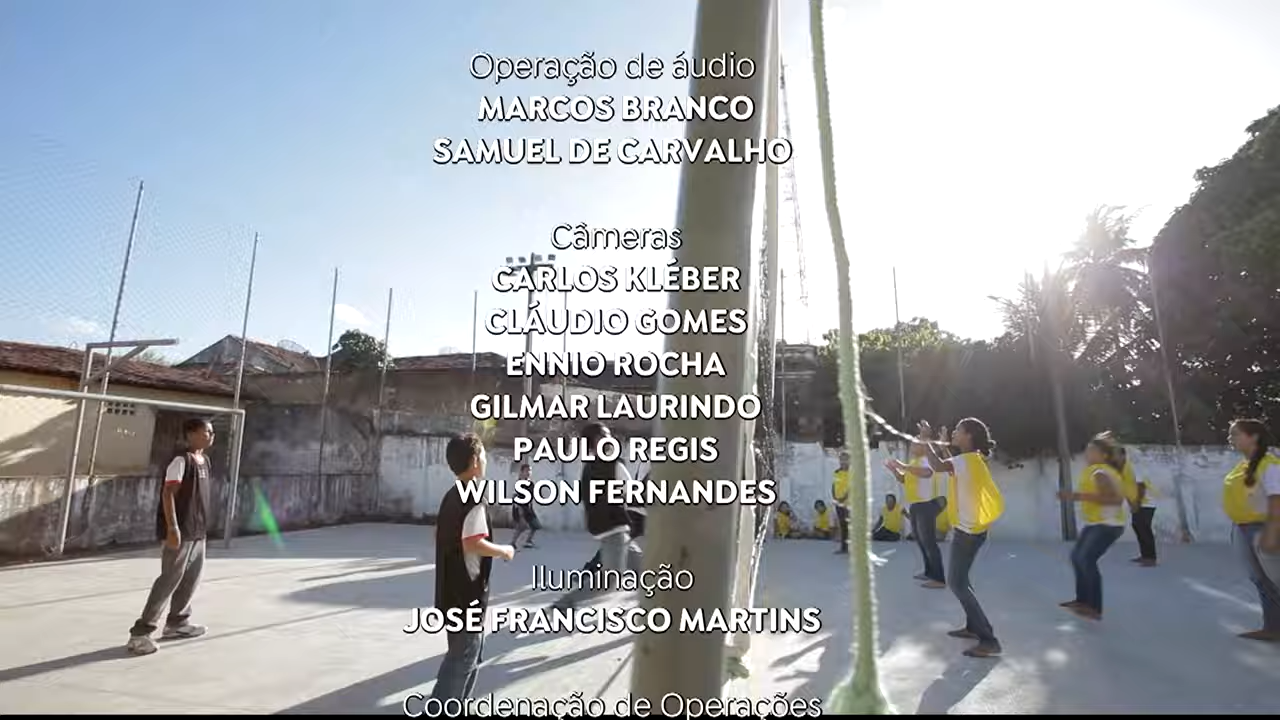 Operação de áudio
MARCOS BRANCO
SAMUEL DE CARVALHO
Câmeras
CARLOS KLÉBER
CLÁUDIO GOMES
ENNIO ROCHA
GILMAR LAURINDO
PAULO REGIS
WILSON FERNANDES
Iluminação
JOSÉ FRANCISCO MARTINS
Coordenação de Operações